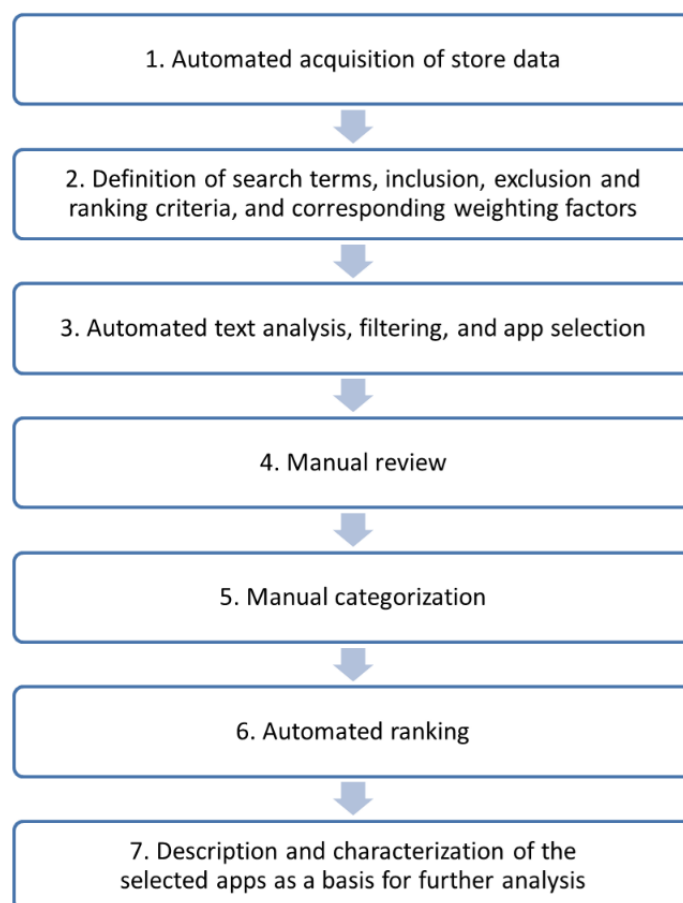 1. Automated acquisition of store data
2. Definition of search terms, inclusion, exclusion and
ranking criteria, and corresponding weighting factors
3. Automated text analysis, filtering, and app selection
4. Manual review
5. Manual categorization
6. Automated ranking
7. Description and characterization of the
selected apps as a basis for further analysis